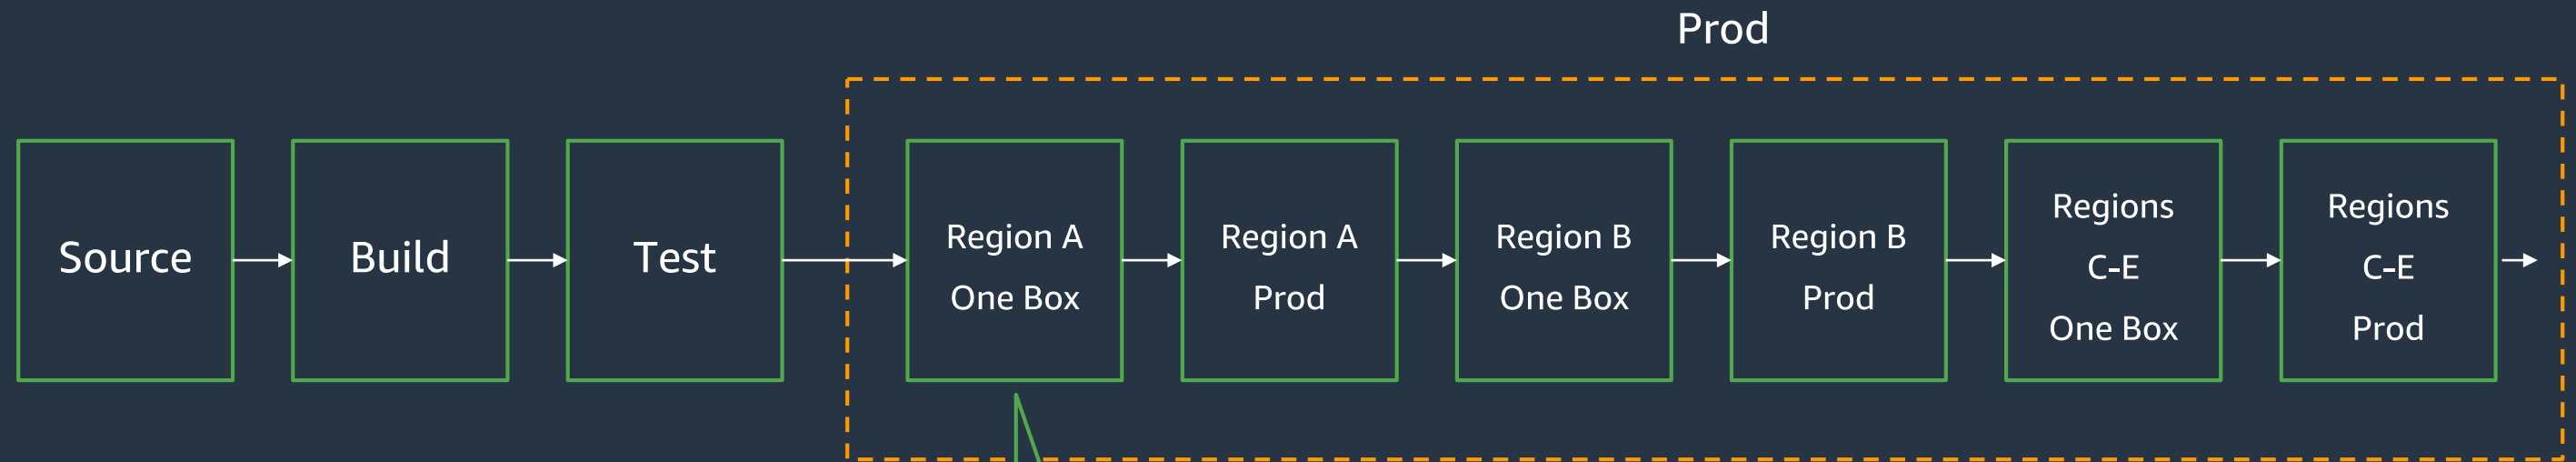 Prod
Source
Build
Test
Region A
One Box
Region A
Prod
Region B
One Box
Region B
Prod
Regions
C-E
One Box
Regions
C-E
Prod